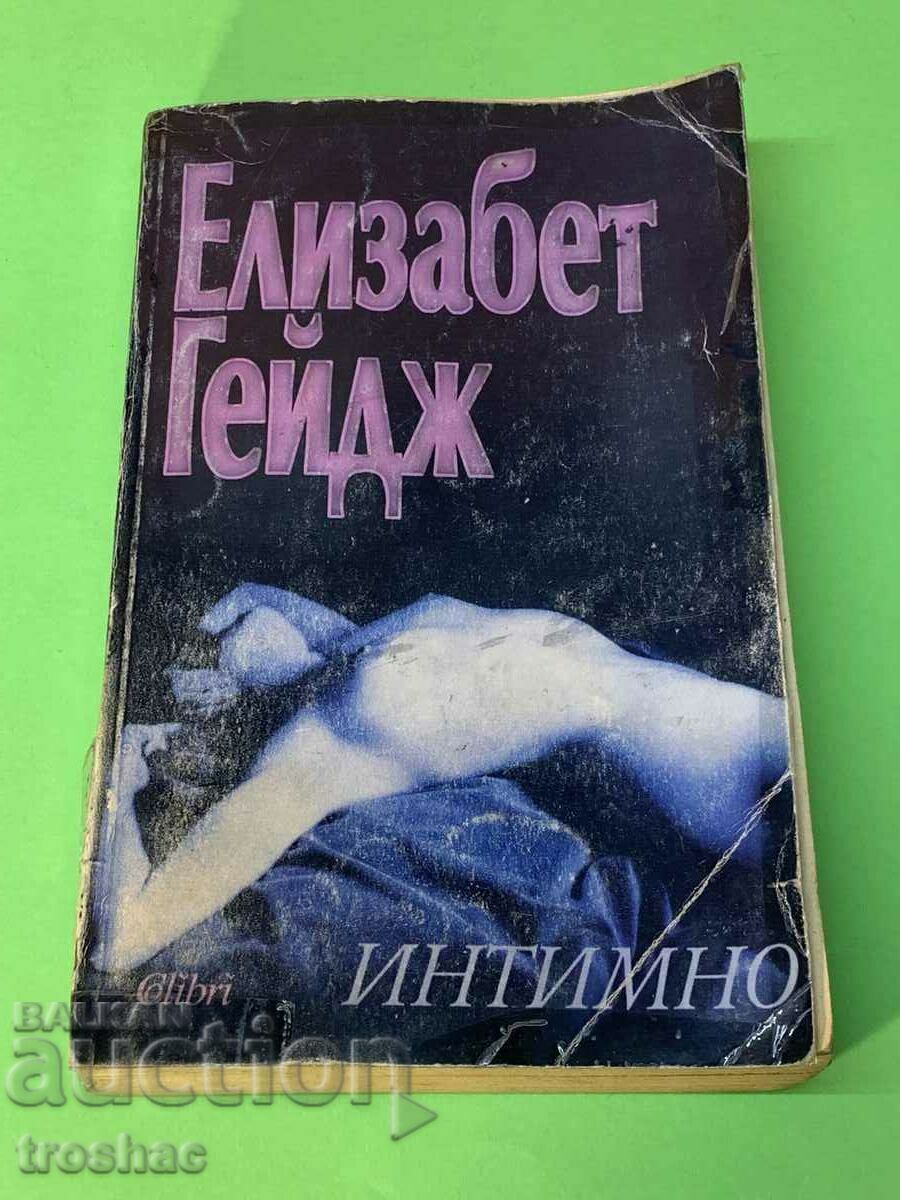 Елизабет
Гейдж
Colibri
ИНТИМНО
BALKAN
auction
troshac